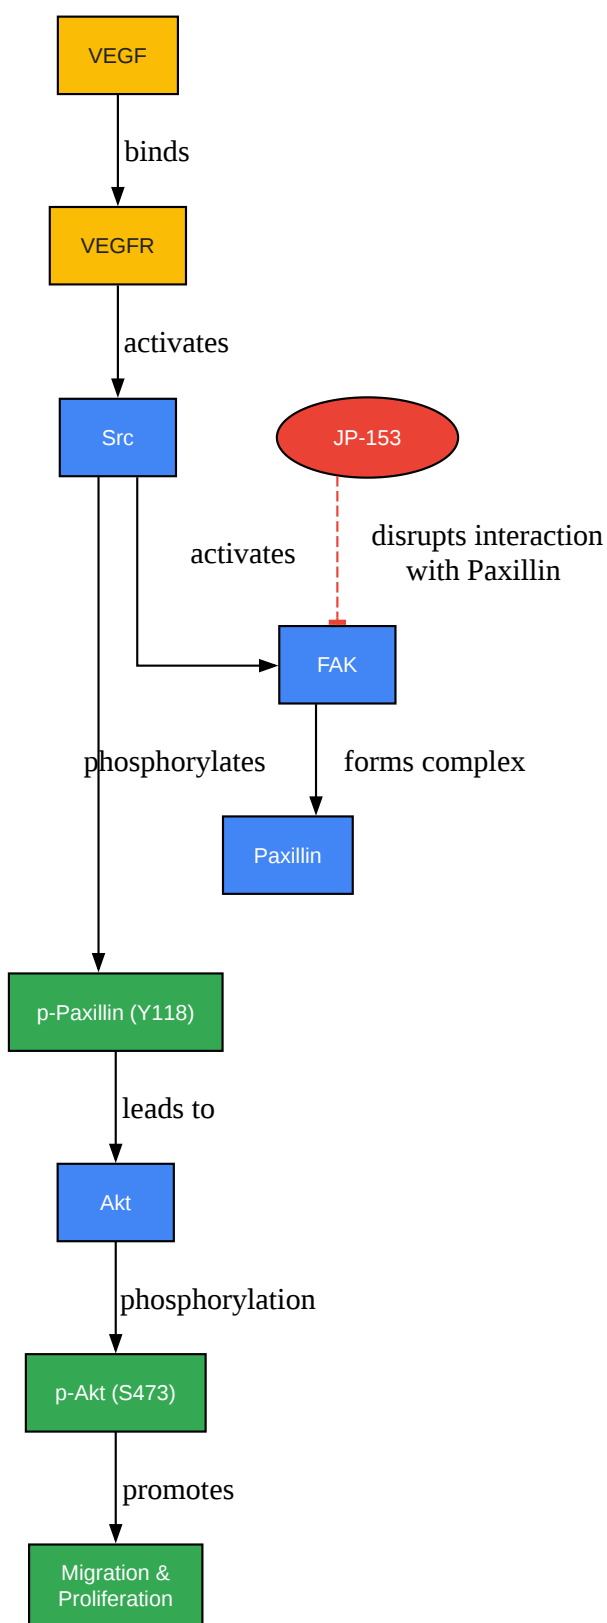 VEGF
binds
VEGFR
activates
Src
JP-153
activates
disrupts interaction
with Paxillin
FAK
phosphorylates
forms complex
Paxillin
p-Paxillin (Y118)
leads to
Akt
phosphorylation
p-Akt (S473)
promotes
Migration &
Proliferation